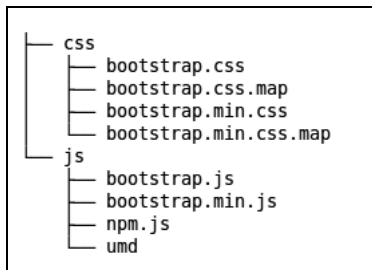 css
bootstrap.css
bootstrap.css.map
bootstrap.min.css
bootstrap.min.css.map
js
bootstrap.js
bootstrap.min.js
npm.js
umd